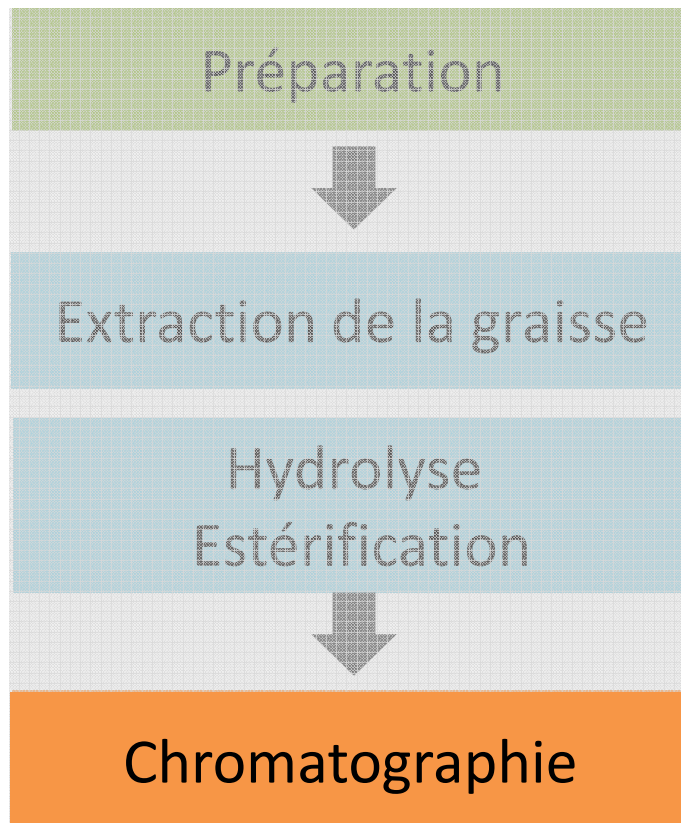 Préparation
Extraction de la graisse
Hydrolyse
Estérification
Chromatographie